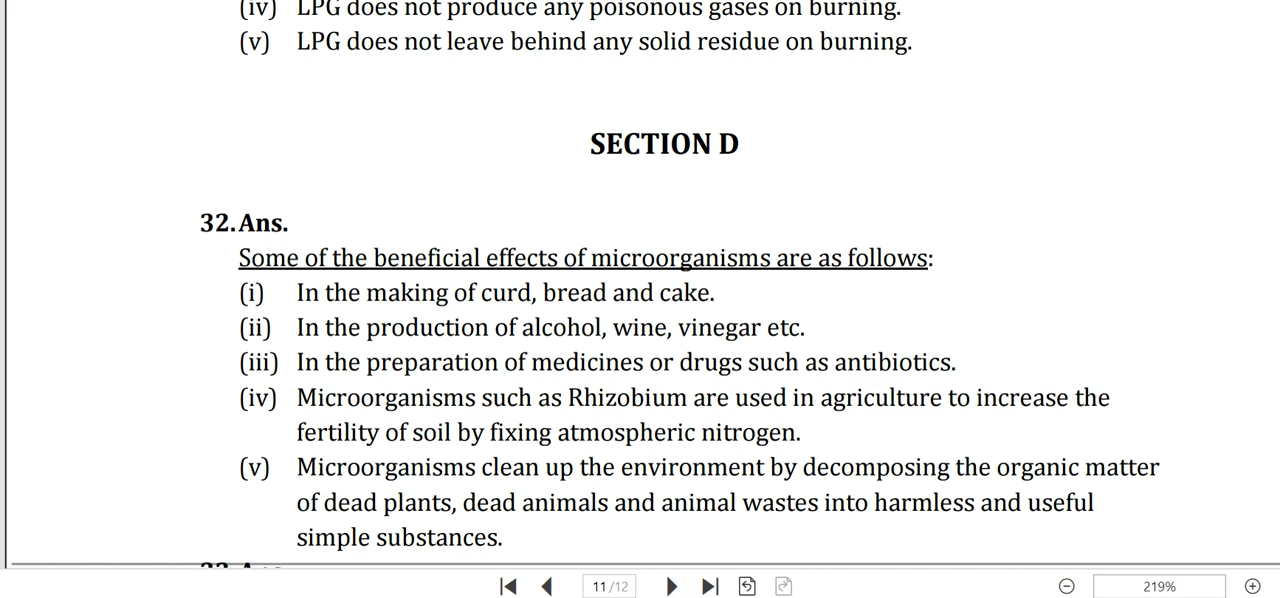 (iv) LPG does not produce any poisonous gases on burning.
(v) LPG does not leave behind any solid residue on burning.
SECTION D
32. Ans.
Some of the beneficial effects of microorganisms are as follows:
(i) In the making of curd, bread and cake.
(ii) In the production of alcohol, wine, vinegar etc.
(iii) In the preparation of medicines or drugs such as antibiotics.
(iv) Microorganisms such as Rhizobium are used in agriculture to increase the
fertility of soil by fixing atmospheric nitrogen.
(v) Microorganisms clean up the environment by decomposing the organic matter
of dead plants, dead animals and animal wastes into harmless and useful
simple substances.
11 /12
219%